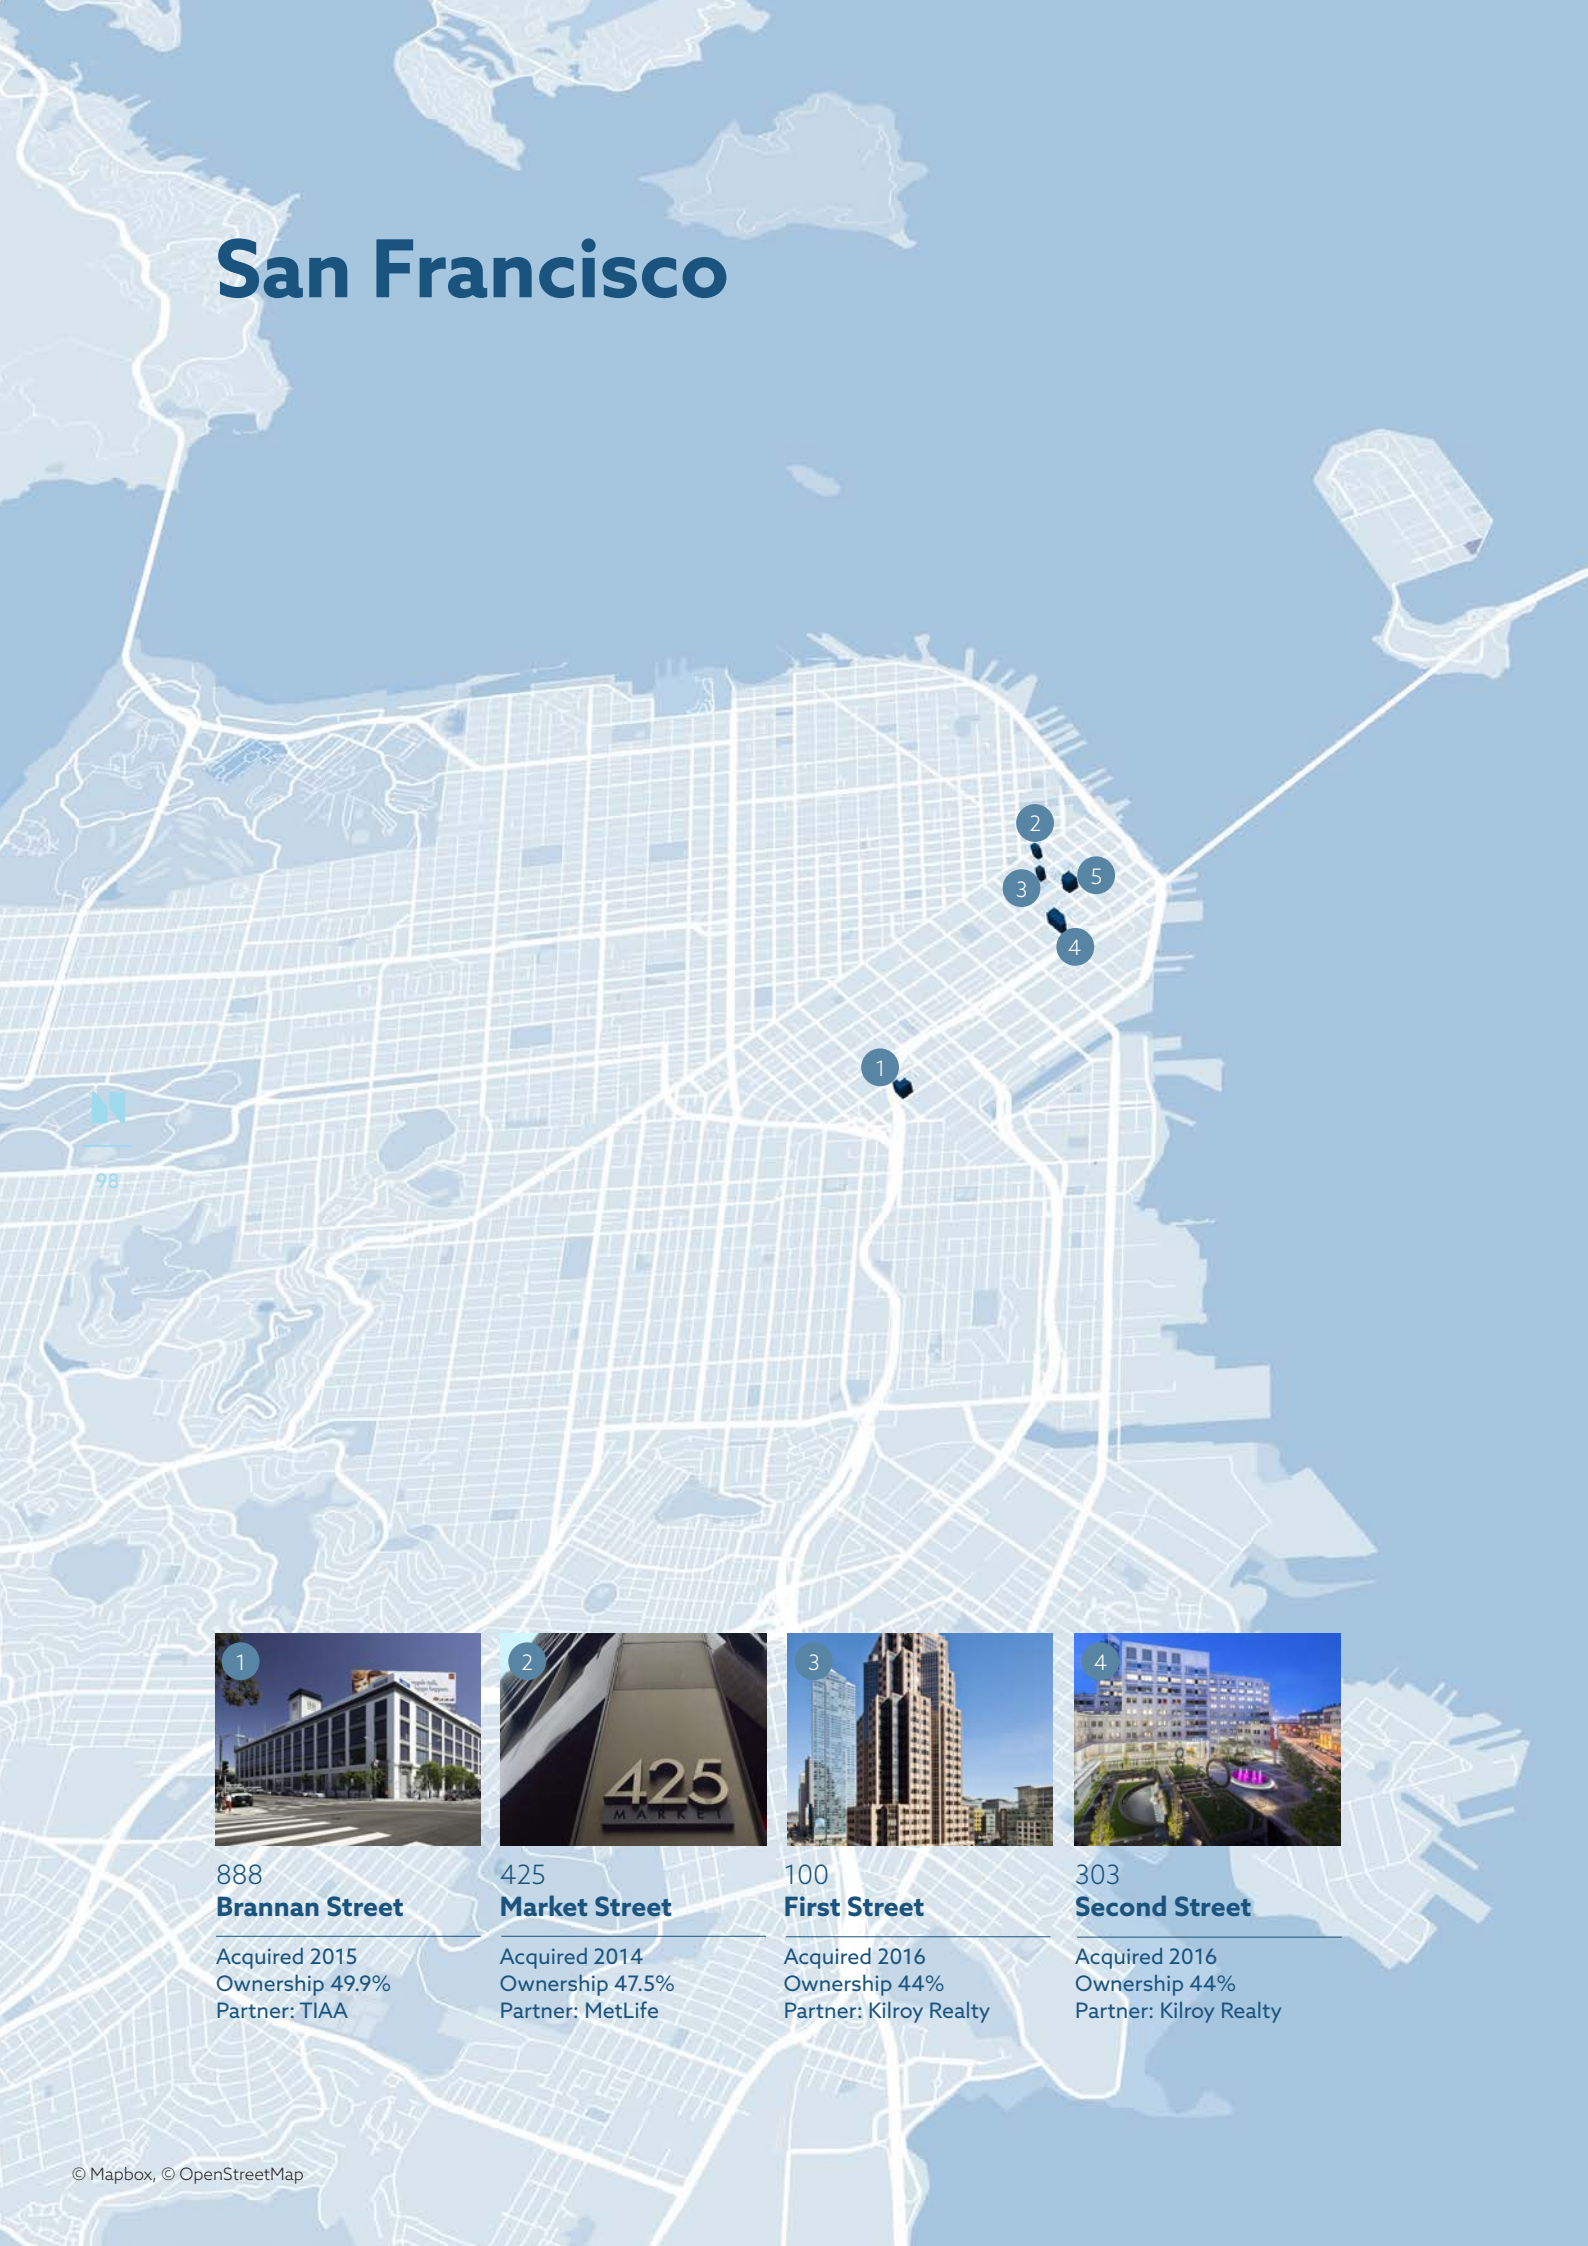 San Francisco
2
5
3
4
1
98
1
2
3
4
425
MARKET
888
Brannan Street
Acquired 2015
Ownership 49.9%
Partner: TIAA
425
Market Street
Acquired 2014
Ownership 47.5%
Partner: MetLife
100
First Street
Acquired 2016
Ownership 44%
Partner: Kilroy Realty
303
Second Street
Acquired 2016
Ownership 44%
Partner: Kilroy Realty
© Mapbox, © OpenStreetMap